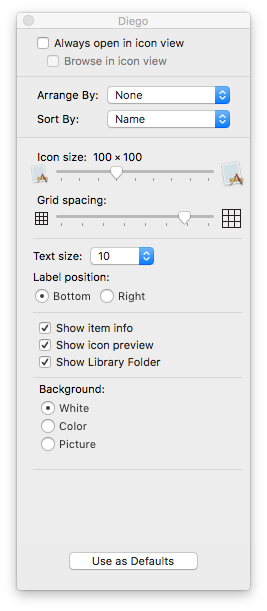 Diego
Always open in icon view
Browse in icon view
Arrange By: None
Sort By: Name
Icon size: 100 × 100
Grid spacing:
Text size: 10
Label position:
Bottom Right
Show item info
Show icon preview
Show Library Folder
Background:
White
Color
Picture
Use as Defaults